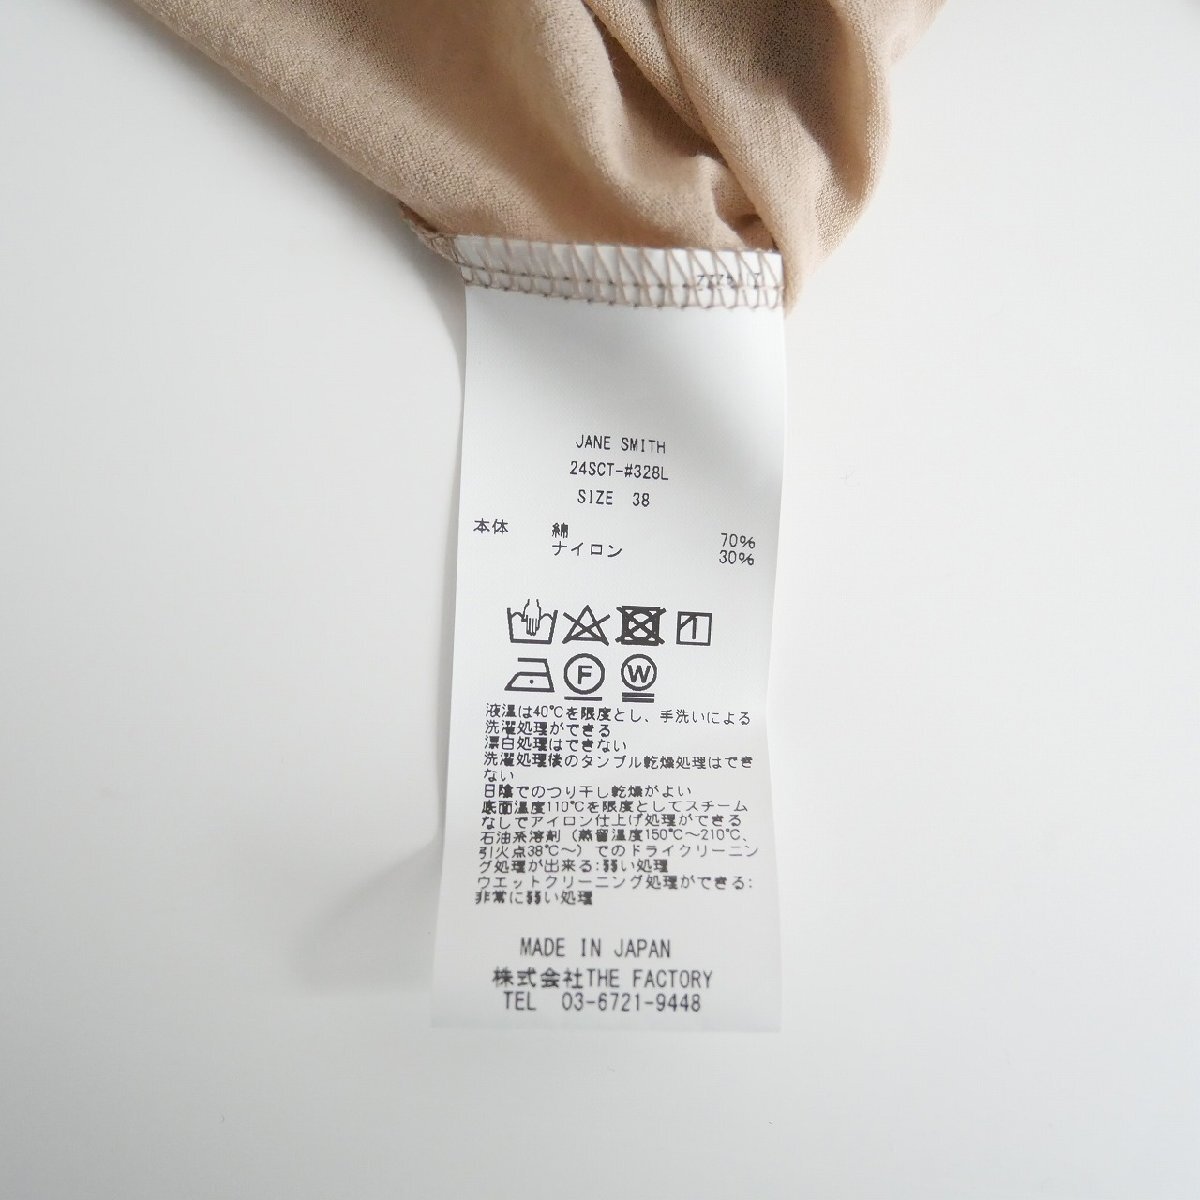 JANE SMITH
24SCT-#328L
SIZE 38
本体 綿 70%
ナイロン 30%
F W
液温は40℃を限度とし、手洗いによる
洗濯処理ができる
漂白処理はできない
洗濯処理後のタンブル乾燥処理はでき
ない
日陰でのつり干し乾燥がよい
底面温度110℃を限度としてスチーム
なしでアイロン仕上げ処理ができる
石油系溶剤(蒸留温度150℃～210℃、
引火点38℃～)でのドライクリーニン
グ処理が出来る:弱い処理
ウエットクリーニング処理ができる:
非常に弱い処理
MADE IN JAPAN
株式会社THE FACTORY
TEL 03-6721-9448